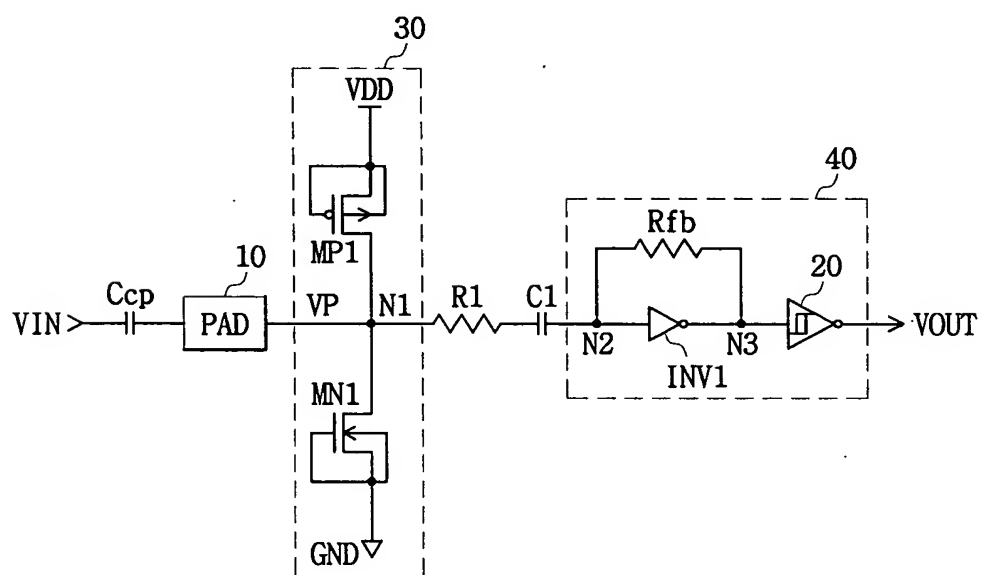 30
VDD
40
MP1
Rfb
10
20
Ccp
VP
N1
R1
C1
VIN
PAD
N2
N3
VOUT
INV1
MN1
GND